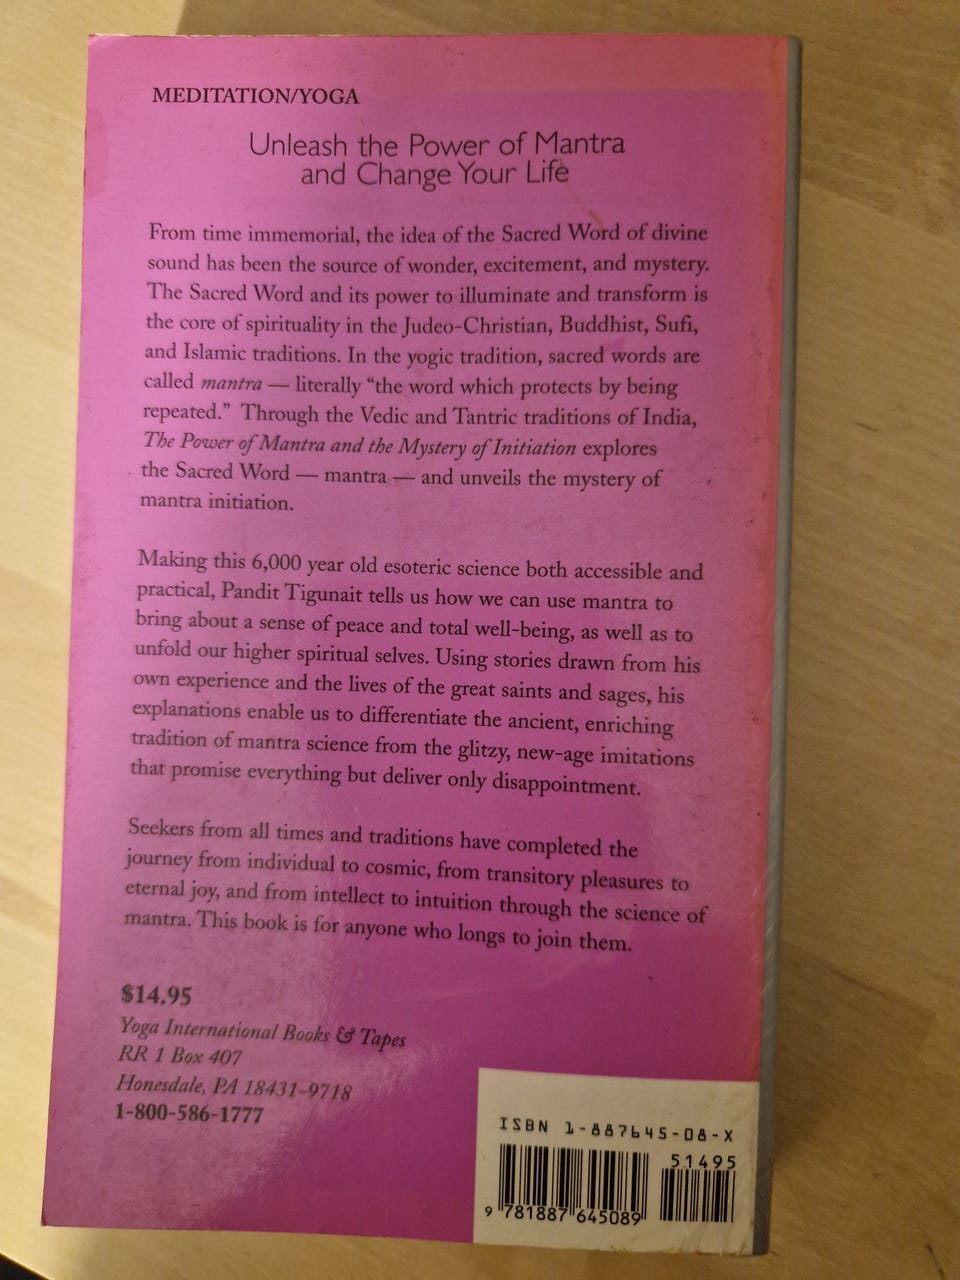 MEDITATION/YOGA
Unleash the Power of Mantra
and Change Your Life
From time immemorial, the idea of the Sacred Word of divine
sound has been the source of wonder, excitement, and mystery.
The Sacred Word and its power to illuminate and transform is
the core of spirituality in the Judeo-Christian, Buddhist, Sufi,
and Islamic traditions. In the yogic tradition, sacred words are
called mantra — literally “the word which protects by being
repeated.” Through the Vedic and Tantric traditions of India,
The Power of Mantra and the Mystery of Initiation explores
the Sacred Word — mantra — and unveils the mystery of
mantra initiation.
Making this 6,000 year old esoteric science both accessible and
practical, Pandit Tigunait tells us how we can use mantra to
bring about a sense of peace and total well-being, as well as to
unfold our higher spiritual selves. Using stories drawn from his
own experience and the lives of the great saints and sages, his
explanations enable us to differentiate the ancient, enriching
tradition of mantra science from the glitzy, new-age imitations
that promise everything but deliver only disappointment.
Seekers from all times and traditions have completed the
journey from individual to cosmic, from transitory pleasures to
eternal joy, and from intellect to intuition through the science of
mantra. This book is for anyone who longs to join them.
$14.95
Yoga International Books & Tapes
RR 1 Box 407
Honesdale, PA 18431-9718
1-800-586-1777
ISBN 1-887645-08-X
51495
9 781887 645089